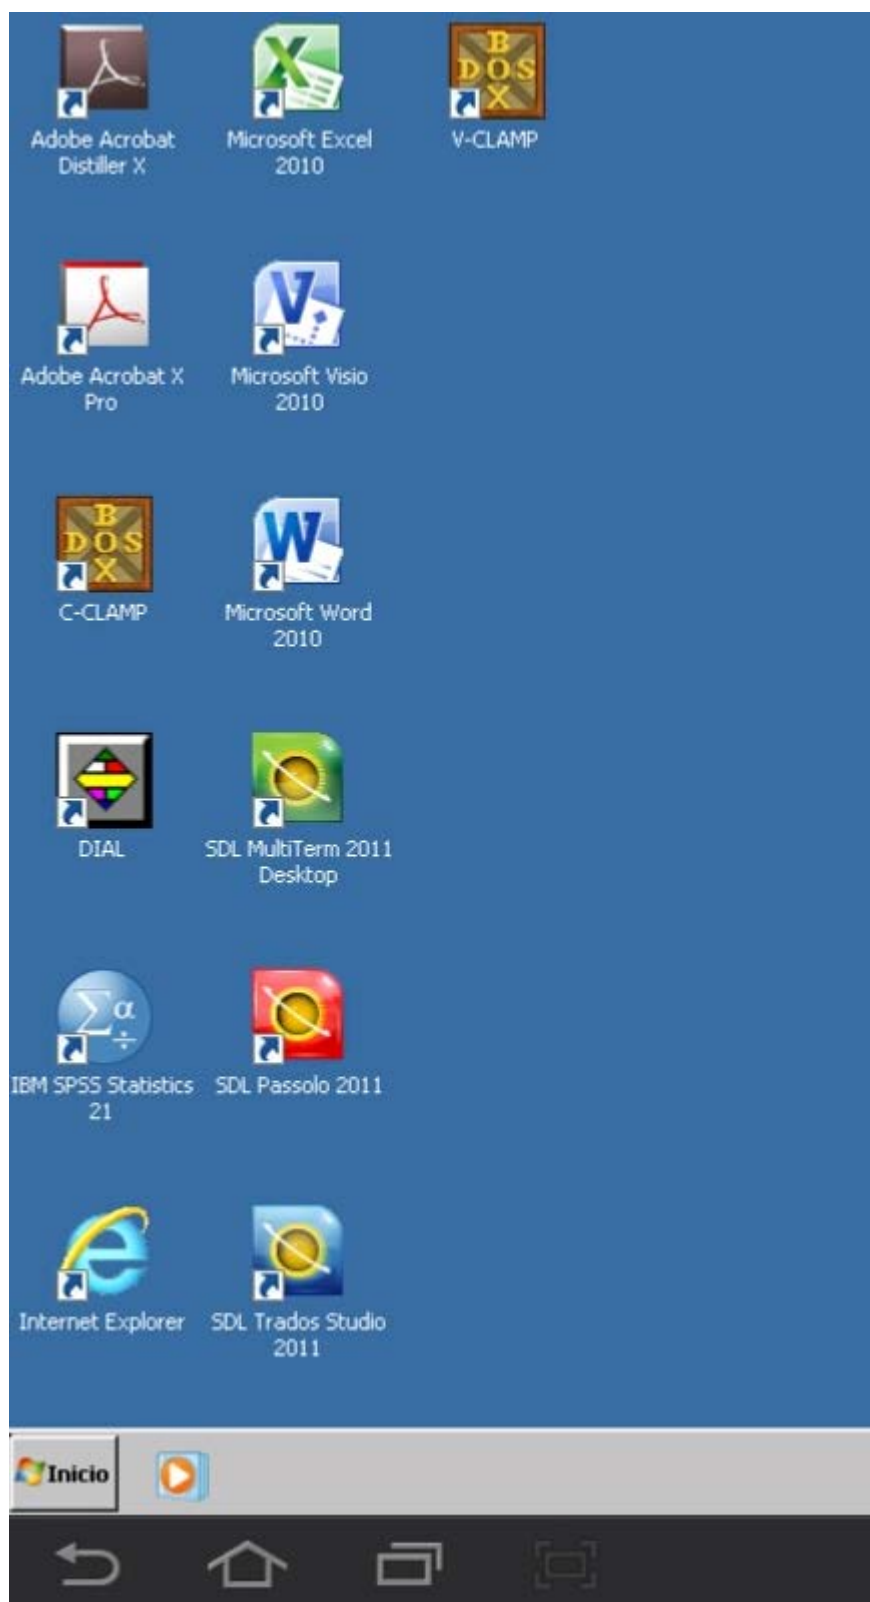 Adobe Acrobat
Distiller X
Microsoft Excel
2010
B
DOS
X
V-CLAMP
Adobe Acrobat X
Pro
Microsoft Visio
2010
B
DOS
X
C-CLAMP
W
Microsoft Word
2010
DIAL
SDL MultiTerm 2011
Desktop
Σα
÷
IBM SPSS Statistics
21
SDL Passolo 2011
Internet Explorer
SDL Trados Studio
2011
Inicio